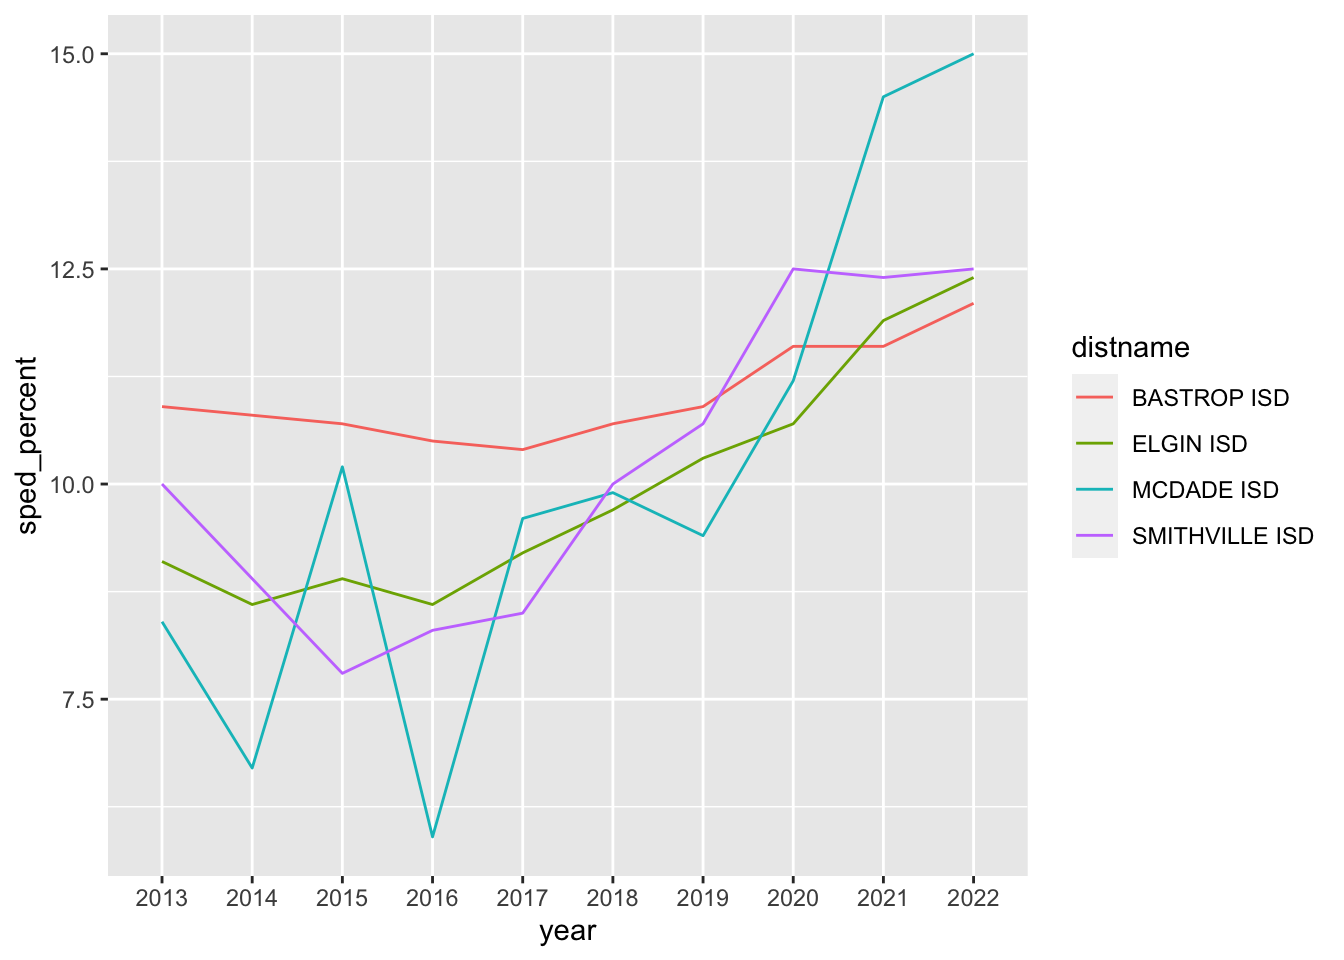 15.0
12.5
10.0
7.5
sped_percent
2013 2014 2015 2016 2017 2018 2019 2020 2021 2022
year
distname
BASTROP ISD
ELGIN ISD
MCDADE ISD
SMITHVILLE ISD